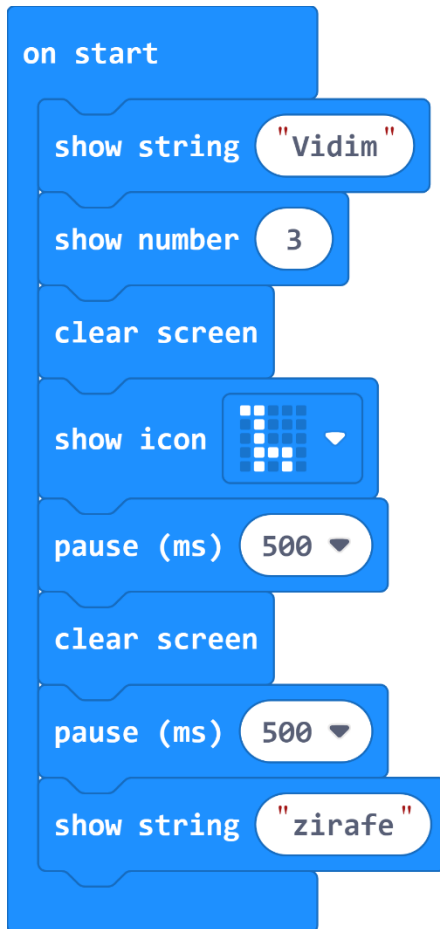 on start
show string "Vidim"
show number 3
clear screen
show icon
pause (ms) 500
clear screen
pause (ms) 500
show string "zirafe"